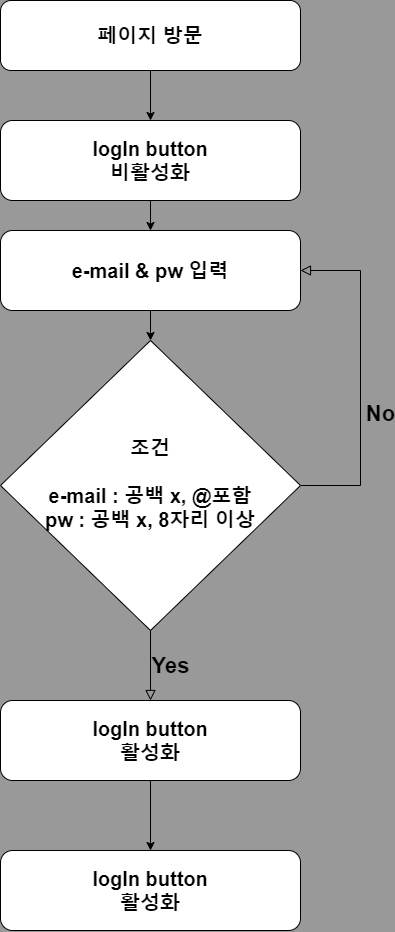 페이지 방문
logIn button
비활성화
e-mail & pw 입력
조건
e-mail : 공백 x, @포함
pw : 공백 x, 8자리 이상
No
Yes
logIn button
활성화
logIn button
활성화